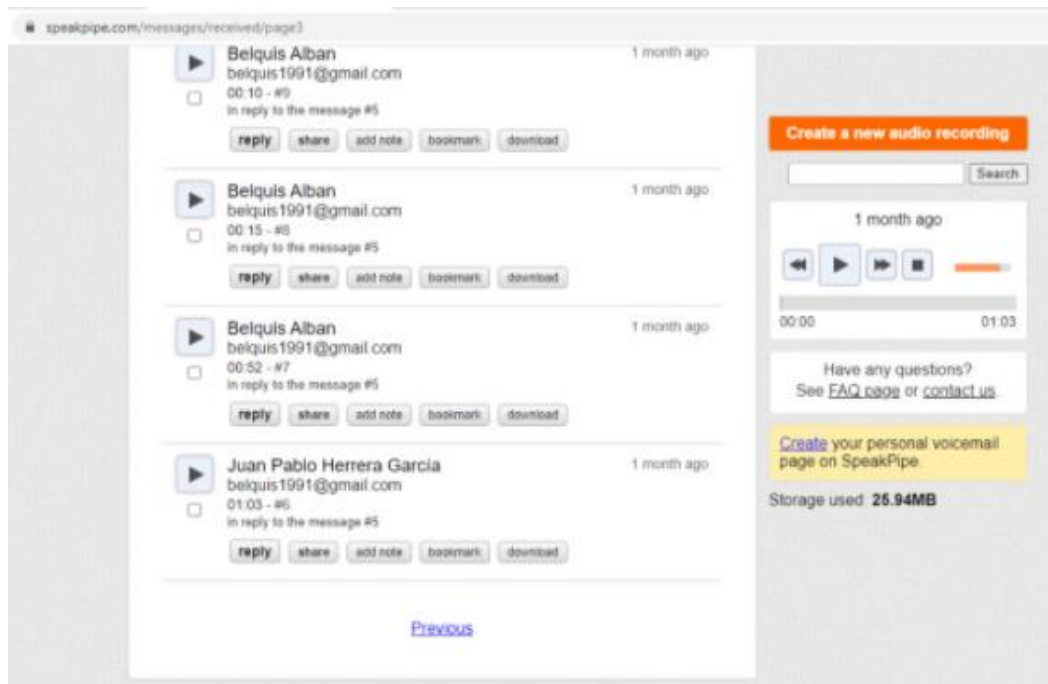 speakpipe.com/messages/received/page3
Belquis Alban
1 month ago
belquis1991@gmail.com
00:10 - #9
in reply to the message #5
reply share add note bookmark download
Belquis Alban
1 month ago
belquis1991@gmail.com
00:15 - #8
in reply to the message #5
reply share add note bookmark download
Belquis Alban
1 month ago
belquis1991@gmail.com
00:52 - #7
in reply to the message #5
reply share add note bookmark download
Juan Pablo Herrera García
1 month ago
belquis1991@gmail.com
01:03 - #6
in reply to the message #5
reply share add note bookmark download
Previous
Create a new audio recording
Search
1 month ago
00:00 01:03
Have any questions?
See FAQ page or contact us
Create your personal voicemail
page on SpeakPipe.
Storage used: 25.94MB